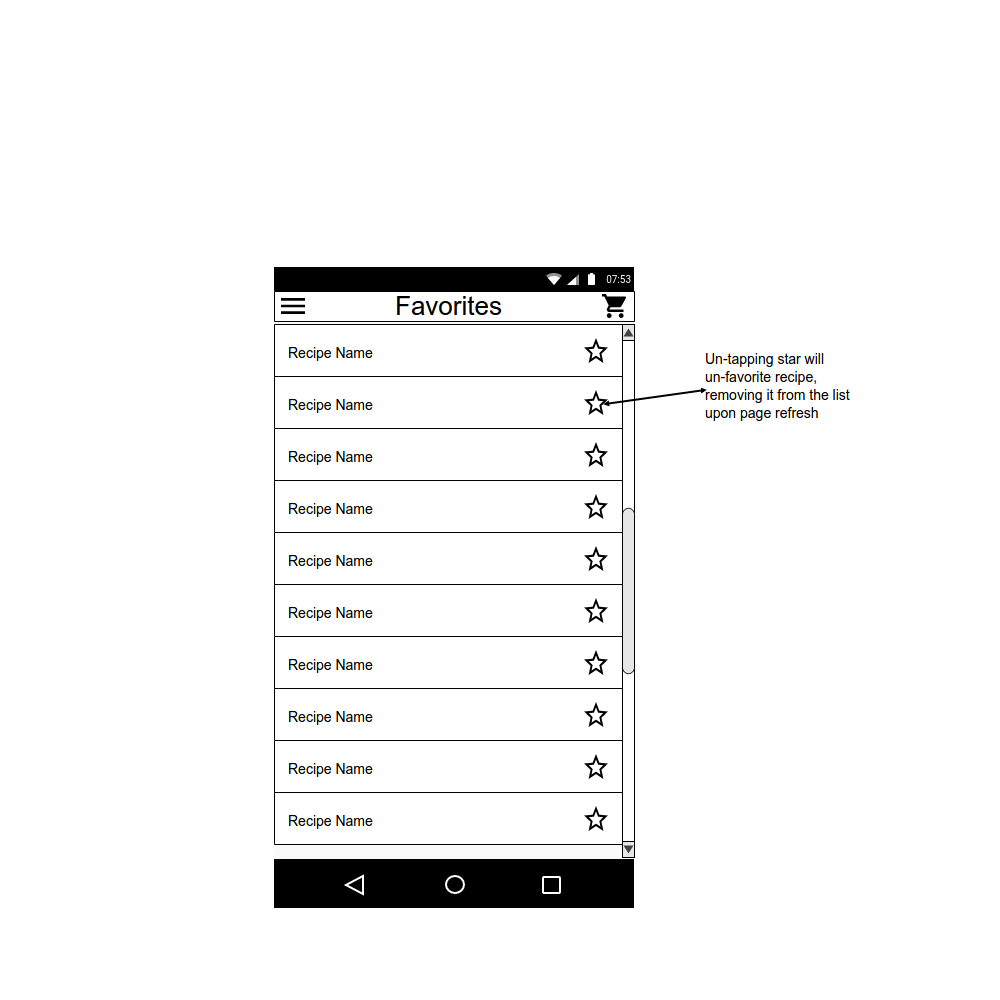 07:53
Favorites
Recipe Name
Recipe Name
Recipe Name
Recipe Name
Recipe Name
Recipe Name
Recipe Name
Recipe Name
Recipe Name
Recipe Name
Un-tapping star will
un-favorite recipe,
removing it from the list
upon page refresh